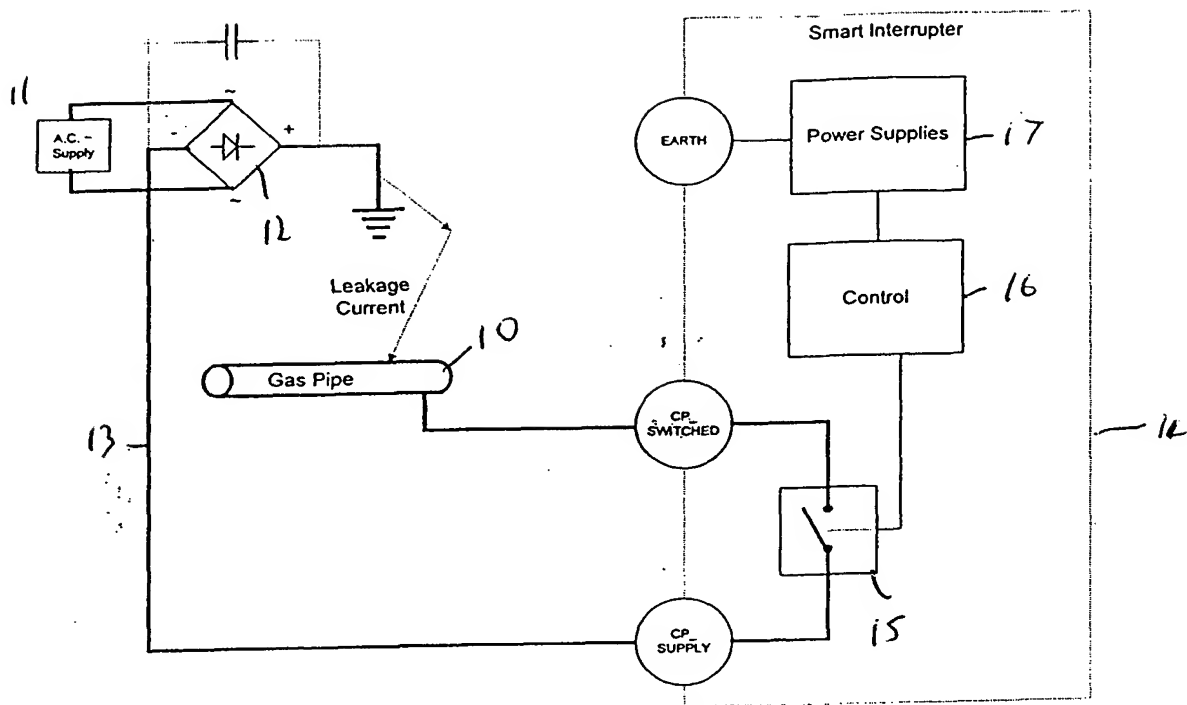 Smart Interrupter
11
A.C. -
Supply
~
-
+
~
12
EARTH
Power Supplies
17
Leakage
Current
Control
16
10
Gas Pipe
13
CP_
SWITCHED
14
15
CP_
SUPPLY